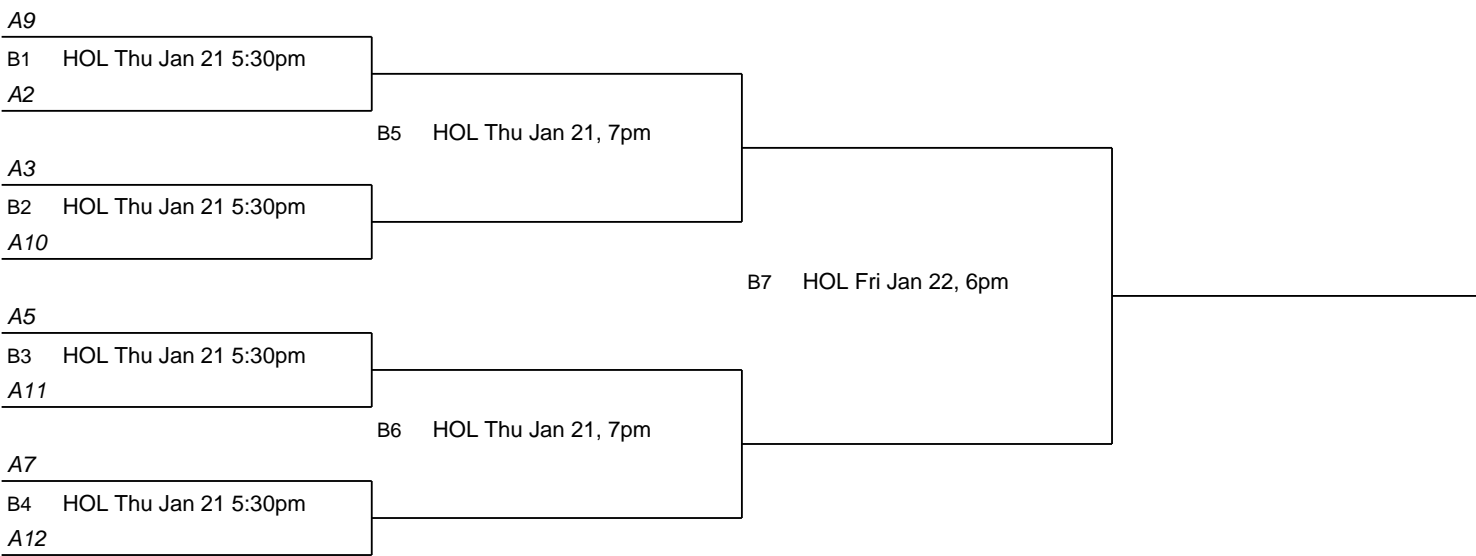 A9
B1 HOL Thu Jan 21 5:30pm
A2
B5 HOL Thu Jan 21, 7pm
A3
B2 HOL Thu Jan 21 5:30pm
A10
B7 HOL Fri Jan 22, 6pm
A5
B3 HOL Thu Jan 21 5:30pm
A11
B6 HOL Thu Jan 21, 7pm
A7
B4 HOL Thu Jan 21 5:30pm
A12